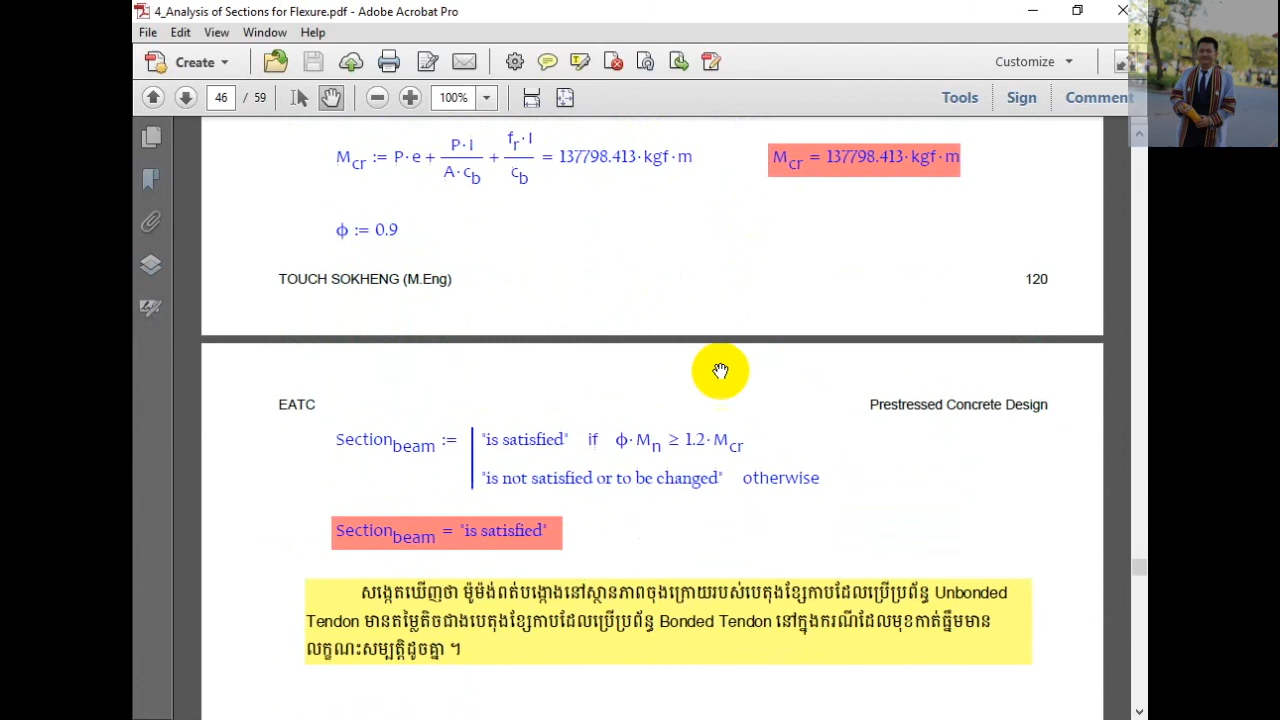 4_Analysis of Sections for Flexure.pdf - Adobe Acrobat Pro
File Edit View Window Help
Create Customize
46 / 59 100% Tools Sign Comment
M_cr := P·e + P·I/(A·c_b) + f_r·I/c_b = 137798.413·kgf·m M_cr = 137798.413·kgf·m
ϕ := 0.9
TOUCH SOKHENG (M.Eng) 120
EATC Prestressed Concrete Design
Section_beam := "is satisfied" if ϕ·M_n ≥ 1.2·M_cr
"is not satisfied or to be changed" otherwise
Section_beam = "is satisfied"
សង្កេតឃើញថា ម៉ូម៉ង់ពត់បង្កោងនៅស្ថានភាពចុងក្រោយរបស់បេតុងខ្សែកាបដែលប្រើប្រព័ន្ធ Unbonded
Tendon មានតម្លៃតិចជាងបេតុងខ្សែកាបដែលប្រើប្រព័ន្ធ Bonded Tendon នៅក្នុងករណីដែលមុខកាត់ធ្នឹមមាន
លក្ខណះសម្បត្តិដូចគ្នា ។